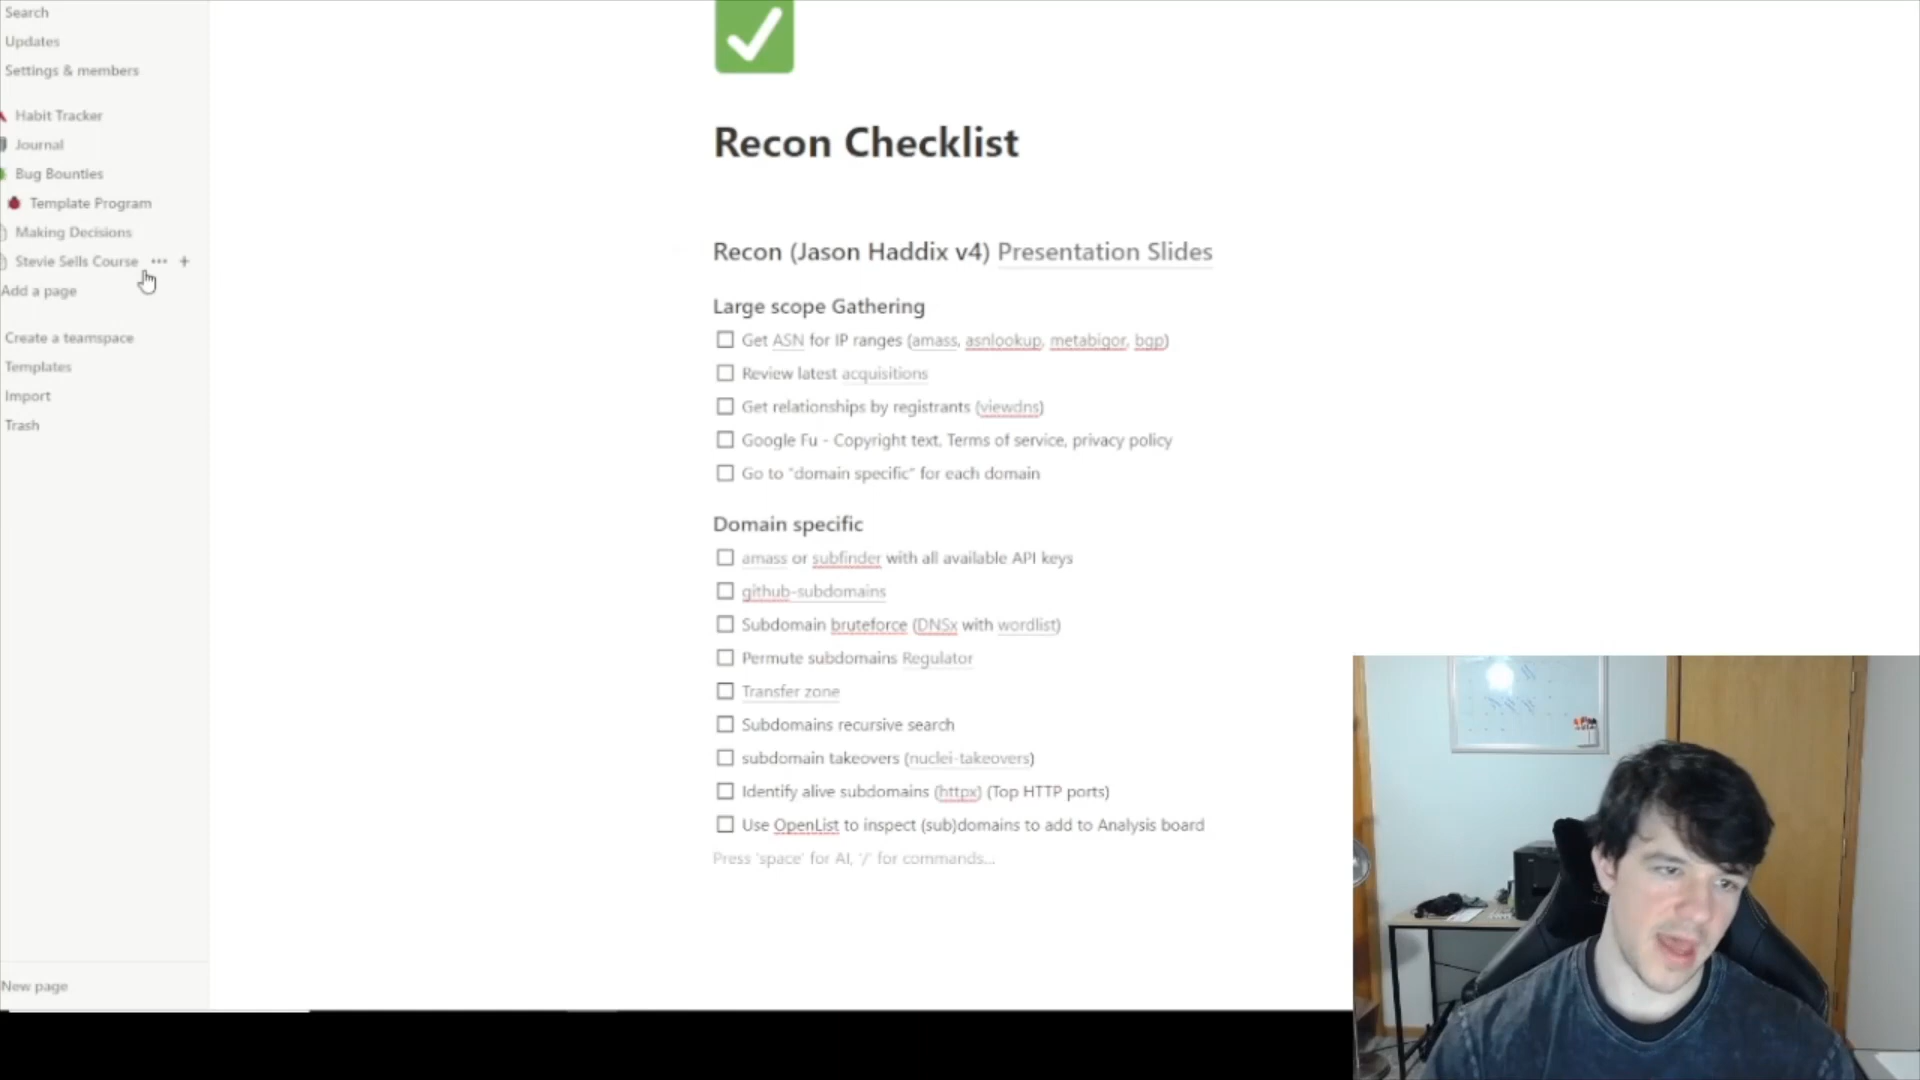 Search
Updates
Settings & members
Habit Tracker
Journal
Bug Bounties
Template Program
Making Decisions
Stevie Sells Course ••• +
Add a page
Create a teamspace
Templates
Import
Trash
New page
Recon Checklist
Recon (Jason Haddix v4) Presentation Slides
Large scope Gathering
Get ASN for IP ranges (amass, asnlookup, metabigor, bgp)
Review latest acquisitions
Get relationships by registrants (viewdns)
Google Fu - Copyright text, Terms of service, privacy policy
Go to "domain specific" for each domain
Domain specific
amass or subfinder with all available API keys
github-subdomains
Subdomain bruteforce (DNSx with wordlist)
Permute subdomains Regulator
Transfer zone
Subdomains recursive search
subdomain takeovers (nuclei-takeovers)
Identify alive subdomains (httpx) (Top HTTP ports)
Use OpenList to inspect (sub)domains to add to Analysis board
Press 'space' for AI, '/' for commands...